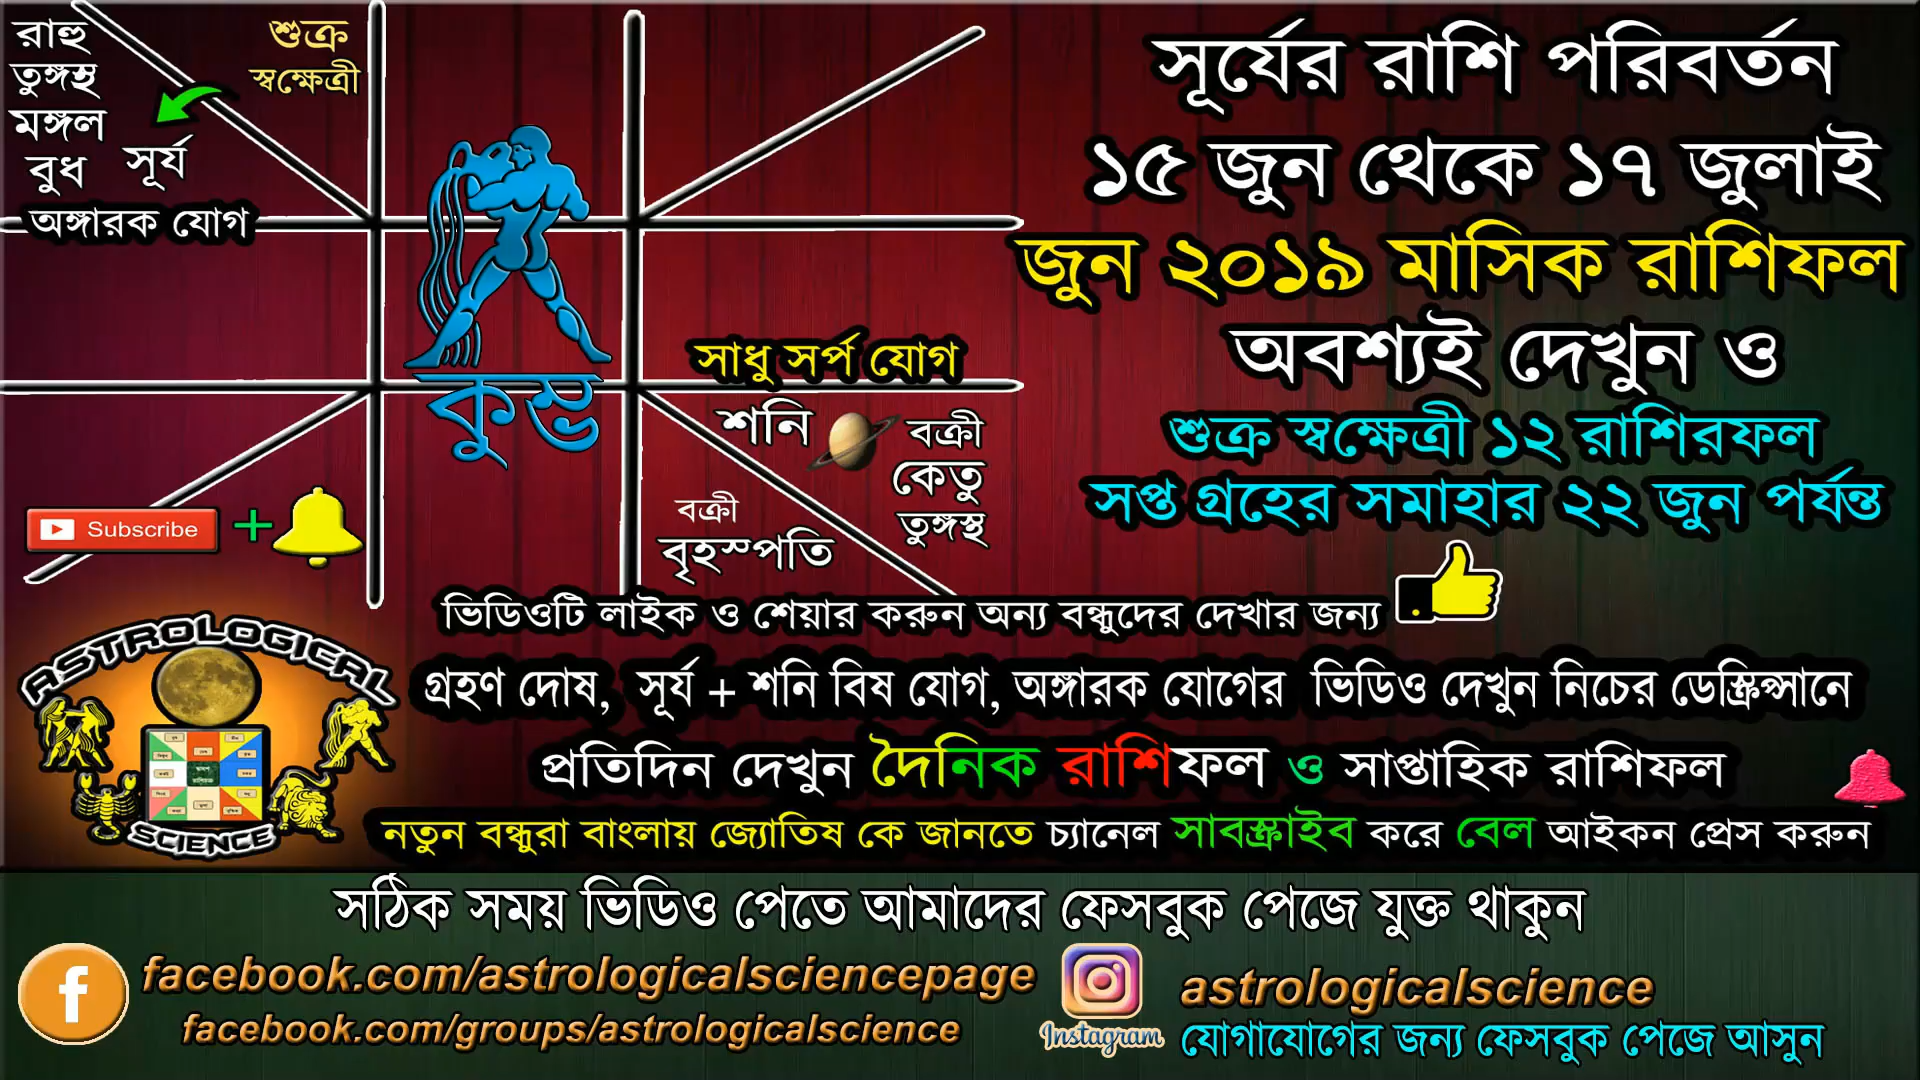 রাহু
তুঙ্গস্থ
মঙ্গল
বুধ
সূর্য
অঙ্গারক যোগ
শুক্র
স্বক্ষেত্রী
কুম্ভ
সাধু সর্প যোগ
শনি
বক্রী
কেতু
তুঙ্গস্থ
বক্রী
বৃহস্পতি
Subscribe +
সূর্যের রাশি পরিবর্তন
১৫ জুন থেকে ১৭ জুলাই
জুন ২০১৯ মাসিক রাশিফল
অবশ্যই দেখুন ও
শুক্র স্বক্ষেত্রী ১২ রাশিরফল
সপ্ত গ্রহের সমাহার ২২ জুন পর্যন্ত
ভিডিওটি লাইক ও শেয়ার করুন অন্য বন্ধুদের দেখার জন্য
গ্রহণ দোষ, সূর্য + শনি বিষ যোগ, অঙ্গারক যোগের ভিডিও দেখুন নিচের ডেস্ক্রিপ্সানে
প্রতিদিন দেখুন দৈনিক রাশিফল ও সাপ্তাহিক রাশিফল
নতুন বন্ধুরা বাংলায় জ্যোতিষ কে জানতে চ্যানেল সাবস্ক্রাইব করে বেল আইকন প্রেস করুন
ASTROLOGICAL
SCIENCE
সঠিক সময় ভিডিও পেতে আমাদের ফেসবুক পেজে যুক্ত থাকুন
facebook.com/astrologicalsciencepage
facebook.com/groups/astrologicalscience
Instagram
astrologicalscience
যোগাযোগের জন্য ফেসবুক পেজে আসুন